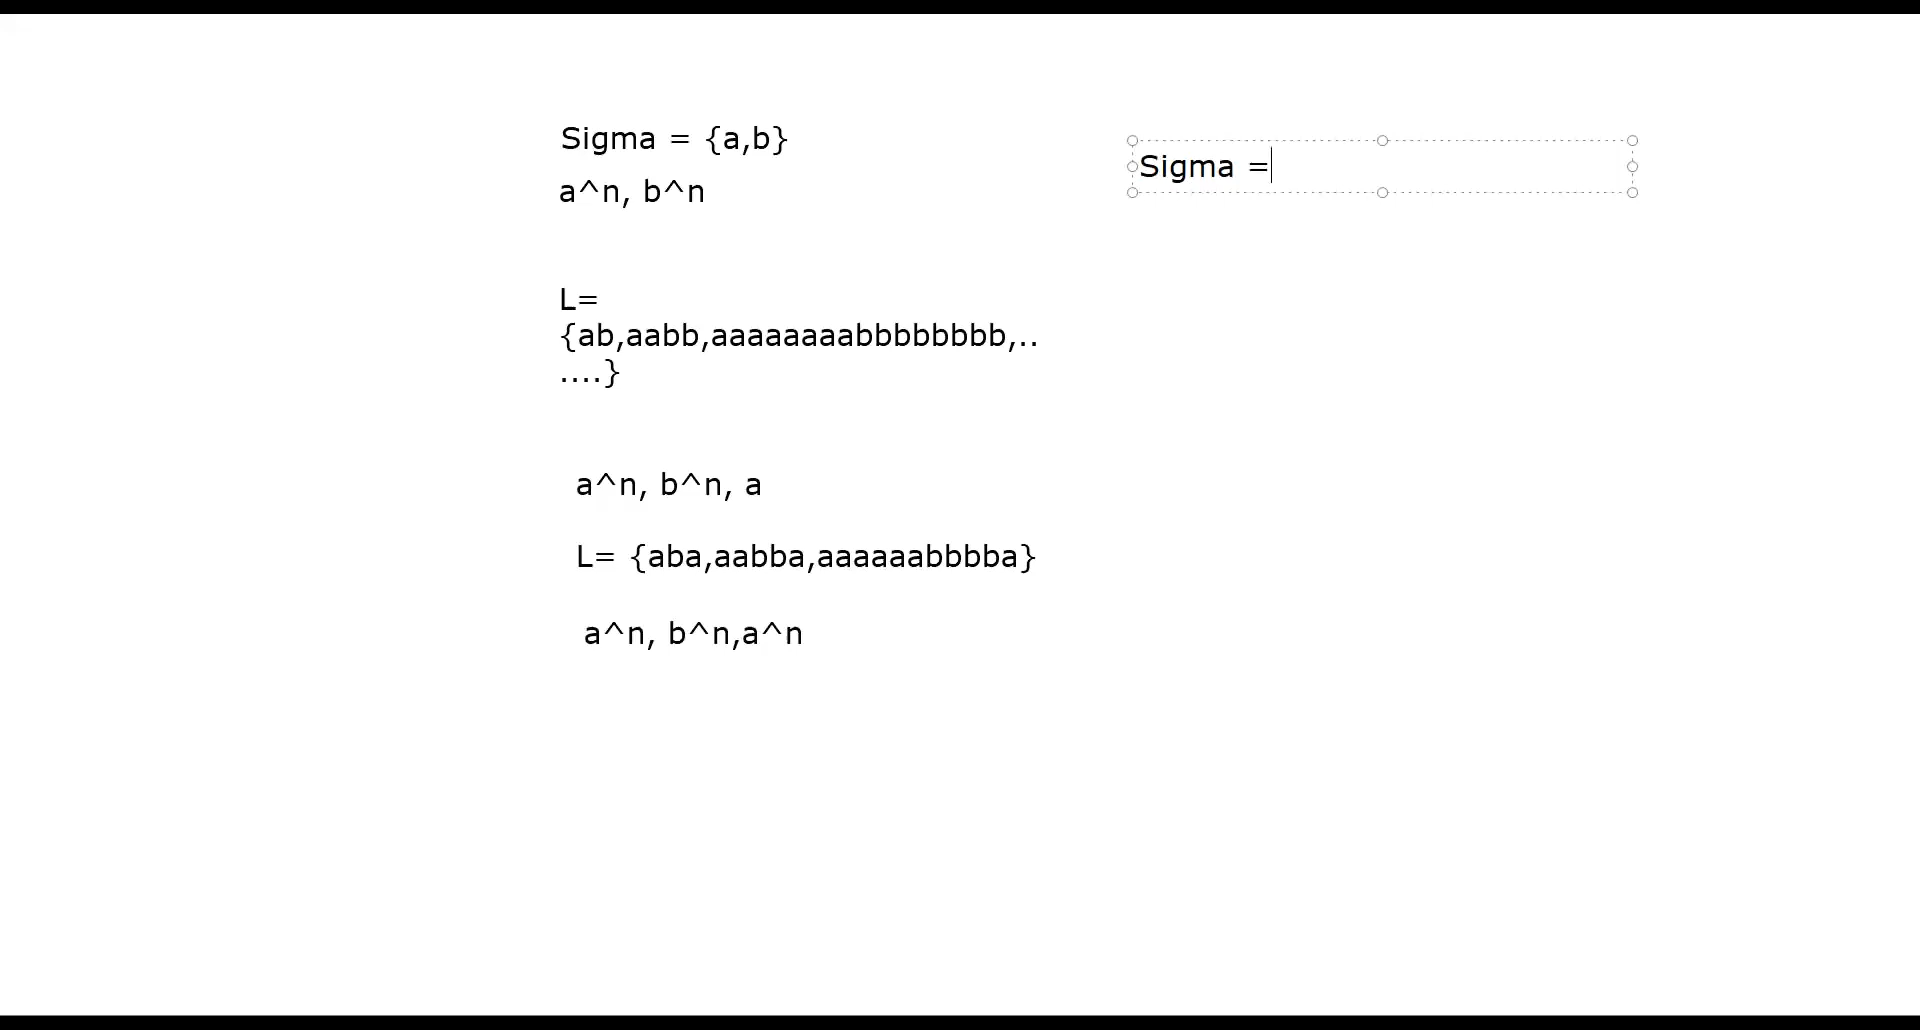 Sigma = {a,b}
a^n, b^n
L=
{ab,aabb,aaaaaaaabbbbbbbb,..
....}
a^n, b^n, a
L= {aba,aabba,aaaaaabbbba}
a^n, b^n,a^n
Sigma =